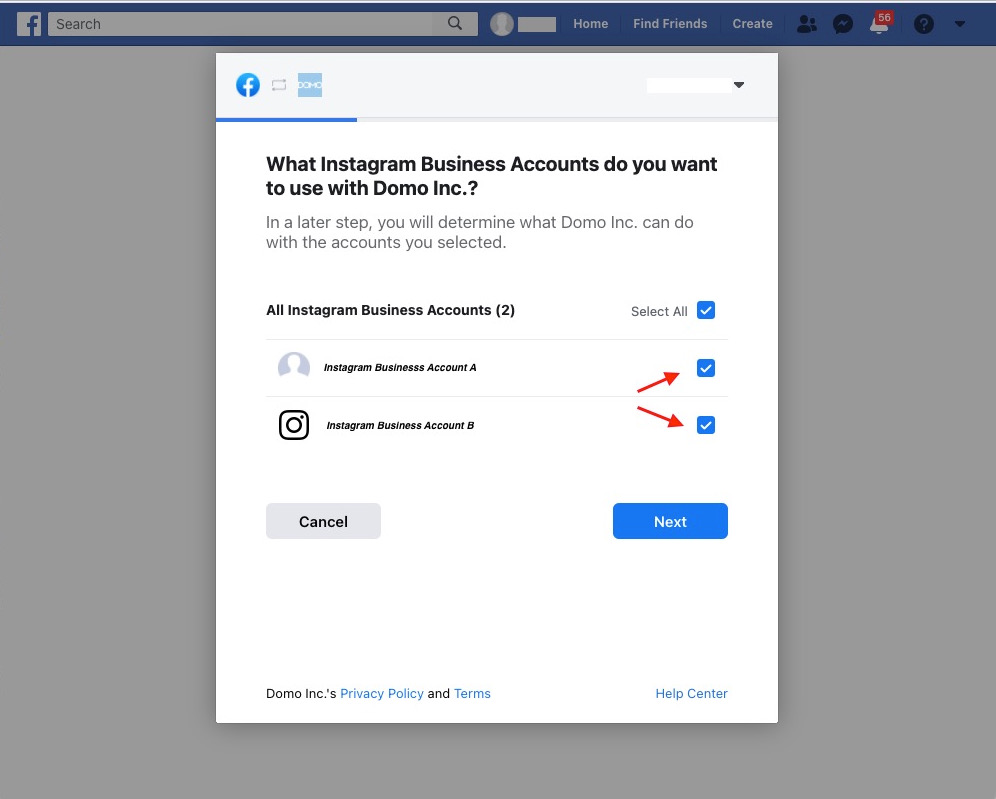 Search
Home
Find Friends
Create
56
DOMO
What Instagram Business Accounts do you want
to use with Domo Inc.?
In a later step, you will determine what Domo Inc. can do
with the accounts you selected.
All Instagram Business Accounts (2)
Select All
Instagram Businesss Account A
Instagram Business Account B
Cancel
Next
Domo Inc.'s Privacy Policy and Terms
Help Center